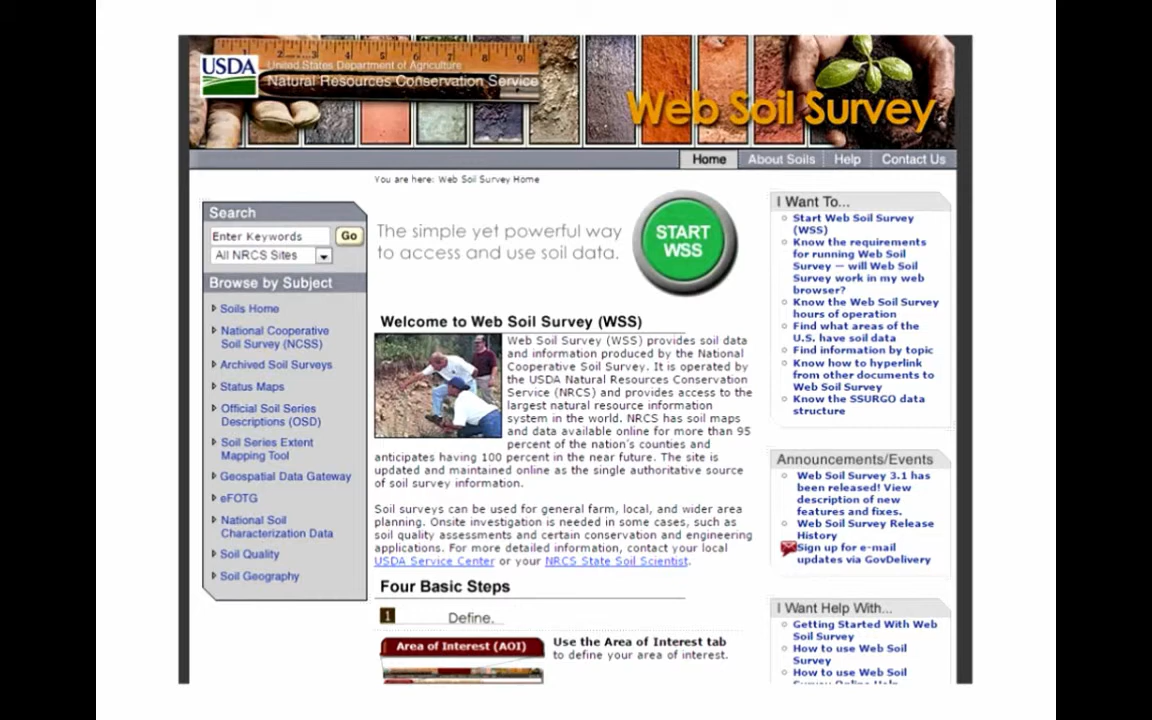 USDA
United States Department of Agriculture
Natural Resources Conservation Service
Web Soil Survey
Home
About Soils
Help
Contact Us
You are here: Web Soil Survey Home
Search
Enter Keywords
Go
All NRCS Sites
Browse by Subject
Soils Home
National Cooperative
Soil Survey (NCSS)
Archived Soil Surveys
Status Maps
Official Soil Series
Descriptions (OSD)
Soil Series Extent
Mapping Tool
Geospatial Data Gateway
eFOTG
National Soil
Characterization Data
Soil Quality
Soil Geography
The simple yet powerful way
to access and use soil data.
START
WSS
Welcome to Web Soil Survey (WSS)
Web Soil Survey (WSS) provides soil data
and information produced by the National
Cooperative Soil Survey. It is operated by
the USDA Natural Resources Conservation
Service (NRCS) and provides access to the
largest natural resource information
system in the world. NRCS has soil maps
and data available online for more than 95
percent of the nation's counties and
anticipates having 100 percent in the near future. The site is
updated and maintained online as the single authoritative source
of soil survey information.
Soil surveys can be used for general farm, local, and wider area
planning. Onsite investigation is needed in some cases, such as
soil quality assessments and certain conservation and engineering
applications. For more detailed information, contact your local
USDA Service Center or your NRCS State Soil Scientist.
Four Basic Steps
1 Define.
Area of Interest (AOI)
Use the Area of Interest tab
to define your area of interest.
I Want To...
Start Web Soil Survey
(WSS)
Know the requirements
for running Web Soil
Survey — will Web Soil
Survey work in my web
browser?
Know the Web Soil Survey
hours of operation
Find what areas of the
U.S. have soil data
Find information by topic
Know how to hyperlink
from other documents to
Web Soil Survey
Know the SSURGO data
structure
Announcements/Events
Web Soil Survey 3.1 has
been released! View
description of new
features and fixes.
Web Soil Survey Release
History
Sign up for e-mail
updates via GovDelivery
I Want Help With...
Getting Started With Web
Soil Survey
How to use Web Soil
Survey
How to use Web Soil
Survey Online Help